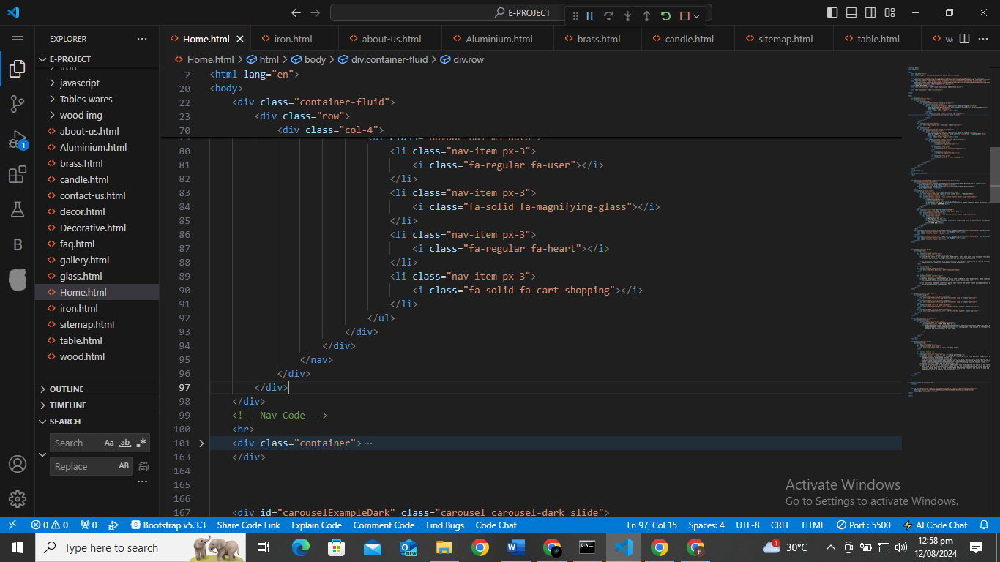 E-PROJECT
EXPLORER
Home.html
iron.html
about-us.html
Aluminium.html
brass.html
candle.html
sitemap.html
table.html
E-PROJECT
Home.html > html > body > div.container-fluid > div.row
iron
javascript
Tables wares
wood img
about-us.html
Aluminium.html
brass.html
candle.html
contact-us.html
decor.html
Decorative.html
faq.html
gallery.html
glass.html
Home.html
iron.html
sitemap.html
table.html
wood.html
OUTLINE
TIMELINE
SEARCH
Search
Aa ab
Replace
AB
1
2 <html lang="en">
20 <body>
22 <div class="container-fluid">
23 <div class="row">
70 <div class="col-4">
79 <ul class="navbar-nav ms-auto">
80 <li class="nav-item px-3">
81 <i class="fa-regular fa-user"></i>
82 </li>
83 <li class="nav-item px-3">
84 <i class="fa-solid fa-magnifying-glass"></i>
85 </li>
86 <li class="nav-item px-3">
87 <i class="fa-regular fa-heart"></i>
88 </li>
89 <li class="nav-item px-3">
90 <i class="fa-solid fa-cart-shopping"></i>
91 </li>
92 </ul>
93 </div>
94 </div>
95 </nav>
96 </div>
97 </div>
98 </div>
99 <!-- Nav Code -->
100 <hr>
101 <div class="container"> ⋯
163 </div>
164
165
166
167 <div id="carouselExampleDark" class="carousel carousel-dark slide">
Activate Windows
Go to Settings to activate Windows.
0 0 0 Bootstrap v5.3.3 Share Code Link Explain Code Comment Code Find Bugs Code Chat Ln 97, Col 15 Spaces: 4 UTF-8 CRLF HTML Port : 5500 AI Code Chat
Type here to search
NEW
1
30°C
12:58 pm
12/08/2024